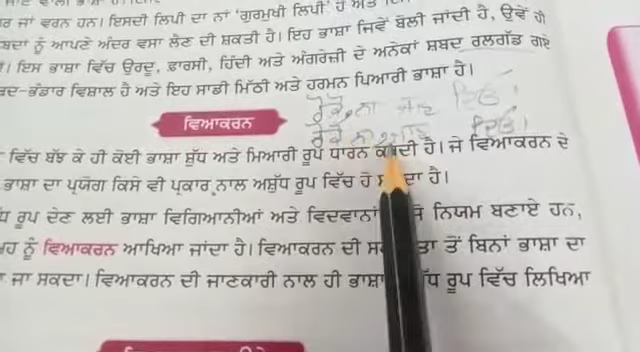 ਜਾਂ ਵਰਨ ਹਨ। ਇਸਦੀ ਲਿਪੀ ਦਾ ਨਾਂ 'ਗੁਰਮੁਖੀ ਲਿਪੀ' ਹੈ ਅਤੇ
ਨੂੰ ਆਪਣੇ ਅੰਦਰ ਵਸਾ ਲੈਣ ਦੀ ਸ਼ਕਤੀ ਹੈ। ਇਹ ਭਾਸ਼ਾ ਜਿਵੇਂ ਬੋਲੀ ਜਾਂਦੀ ਹੈ, ਉਵੇਂ ਹੀ
ਇਸ ਭਾਸ਼ਾ ਵਿੱਚ ਉਰਦੂ, ਫ਼ਾਰਸੀ, ਹਿੰਦੀ ਅਤੇ ਅੰਗਰੇਜ਼ੀ ਦੇ ਅਨੇਕਾਂ ਸ਼ਬਦ ਰਲਗੱਡ ਗਏ
ਬਦ-ਭੰਡਾਰ ਵਿਸ਼ਾਲ ਹੈ ਅਤੇ ਇਹ ਸਾਡੀ ਮਿੱਠੀ ਅਤੇ ਹਰਮਨ ਪਿਆਰੀ ਭਾਸ਼ਾ ਹੈ।
ਰੋਕੋ, ਨਾ ਜਾਣ ਦਿਓ।
ਰੋਕੋ ਨਾ, ਜਾਣ ਦਿਓ।
ਵਿਆਕਰਨ
ਵਿੱਚ ਬੱਝ ਕੇ ਹੀ ਕੋਈ ਭਾਸ਼ਾ ਸ਼ੁੱਧ ਅਤੇ ਮਿਆਰੀ ਰੂਪ ਧਾਰਨ ਕਰਦੀ ਹੈ। ਜੇ ਵਿਆਕਰਨ ਦੇ
ਭਾਸ਼ਾ ਦਾ ਪ੍ਰਯੋਗ ਕਿਸੇ ਵੀ ਪ੍ਰਕਾਰ ਨਾਲ ਅਸ਼ੁੱਧ ਰੂਪ ਵਿੱਚ ਹੋ ਦਾ ਹੈ।
ਰੂਪ ਦੇਣ ਲਈ ਭਾਸ਼ਾ ਵਿਗਿਆਨੀਆਂ ਅਤੇ ਵਿਦਵਾਨਾਂ ਨਿਯਮ ਬਣਾਏ ਹਨ,
ਨੂੰ ਵਿਆਕਰਨ ਆਖਿਆ ਜਾਂਦਾ ਹੈ। ਵਿਆਕਰਨ ਦੀ ਤੋਂ ਬਿਨਾਂ ਭਾਸ਼ਾ ਦਾ
ਜਾ ਸਕਦਾ। ਵਿਆਕਰਨ ਦੀ ਜਾਣਕਾਰੀ ਨਾਲ ਹੀ ਭਾਸ਼ਾ ਰੂਪ ਵਿੱਚ ਲਿਖਿਆ